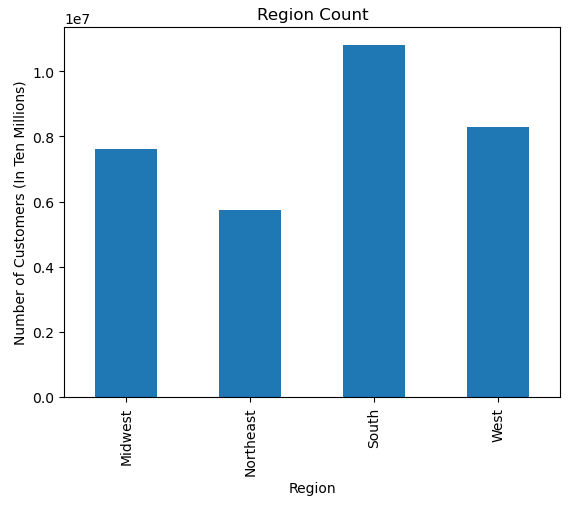 Region Count
1e7
Number of Customers (In Ten Millions)
1.0
0.8
0.6
0.4
0.2
0.0
Midwest
Northeast
South
West
Region